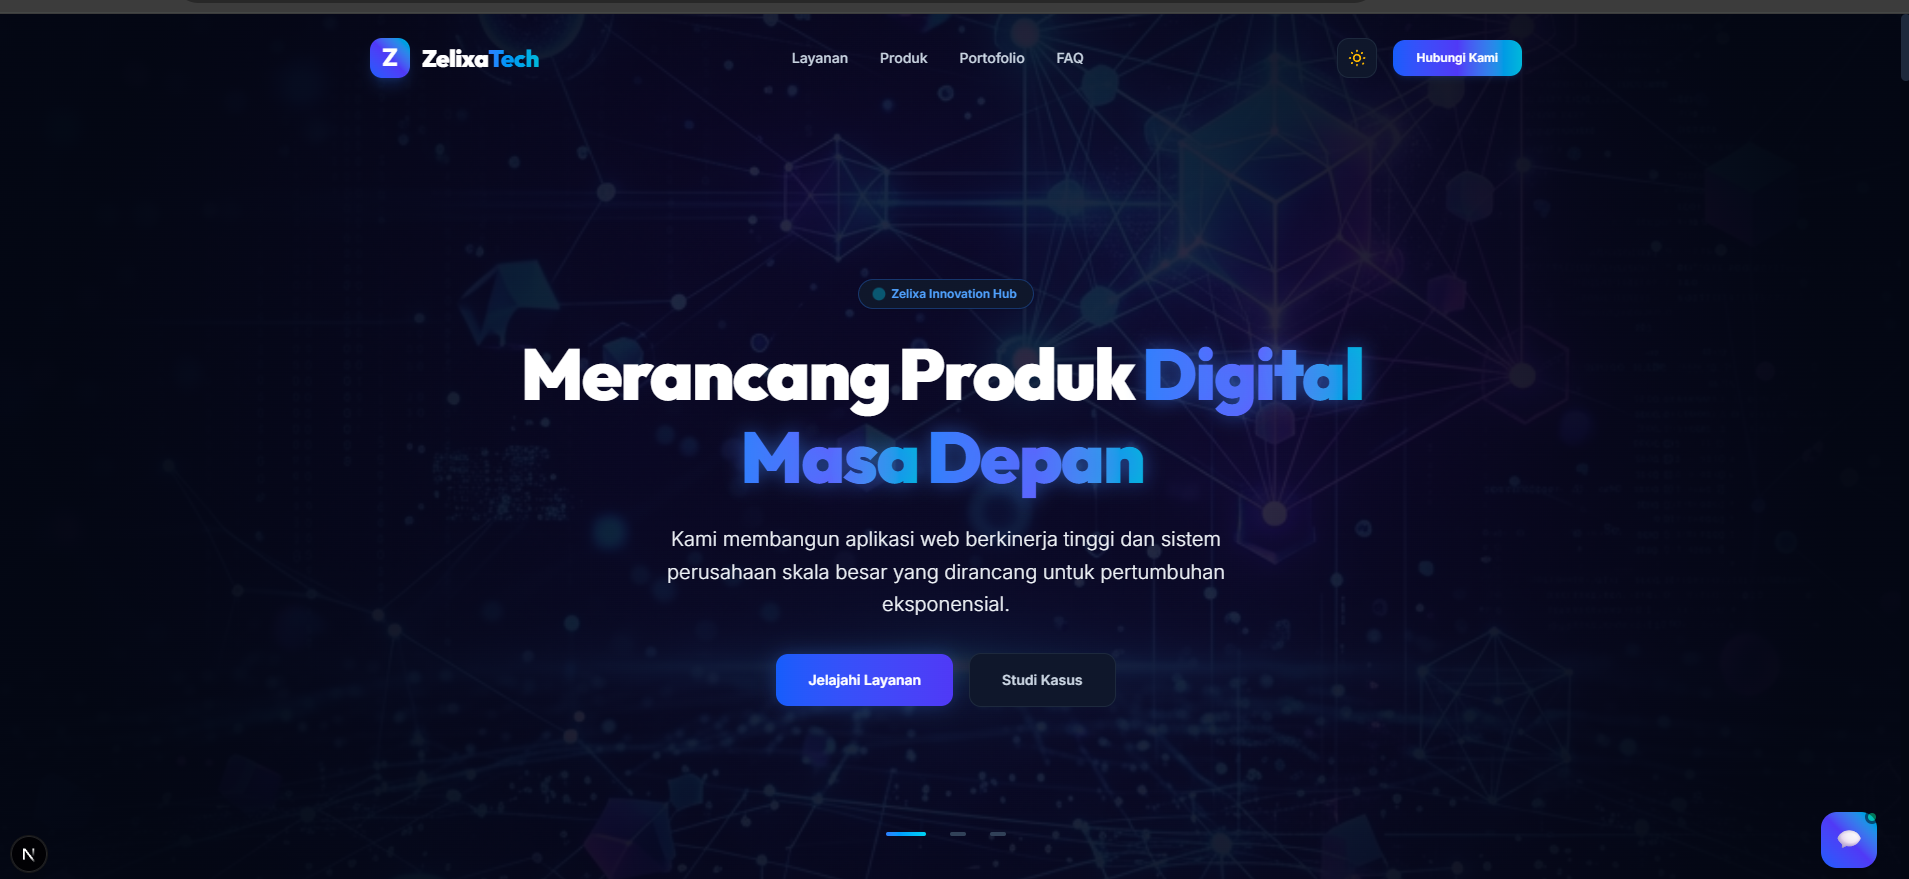 Z ZelixaTech
Layanan Produk Portofolio FAQ
Hubungi Kami
Zelixa Innovation Hub
Merancang Produk Digital
Masa Depan
Kami membangun aplikasi web berkinerja tinggi dan sistem
perusahaan skala besar yang dirancang untuk pertumbuhan
eksponensial.
Jelajahi Layanan
Studi Kasus
N